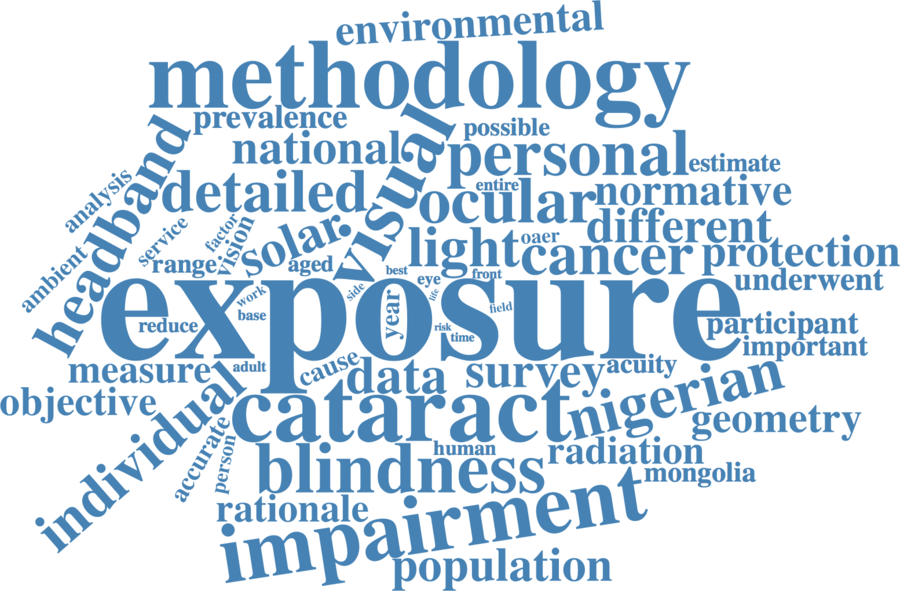 environmental
methodology
prevalence
possible
visual
national
personal
estimate
headband
analysis
detailed
entire
ocular
normative
factor
service
vision
solar
different
light
oaer
cancer
protection
ambient
range
aged
best
eye
front
underwent
exposure
work
side
life
year
field
base
reduce
risk
time
participant
important
measure
adult
cause
data
survey
acuity
objective
individual
cataract
nigerian
geometry
accurate
person
human
radiation
blindness
mongolia
rationale
impairment
population